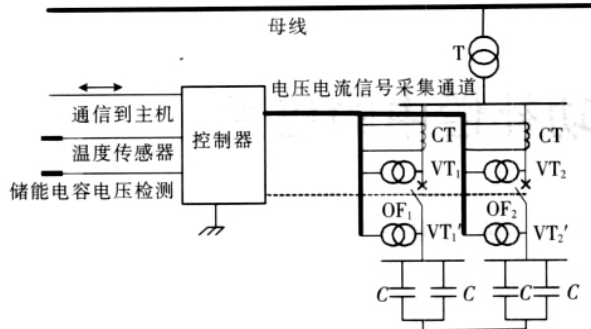 母线
T
电压电流信号采集通道
通信到主机
控制器
CT
CT
温度传感器
VT₁
VT₂
储能电容电压检测
OF₁
OF₂
VT₁′
VT₂′
C
C
C
C